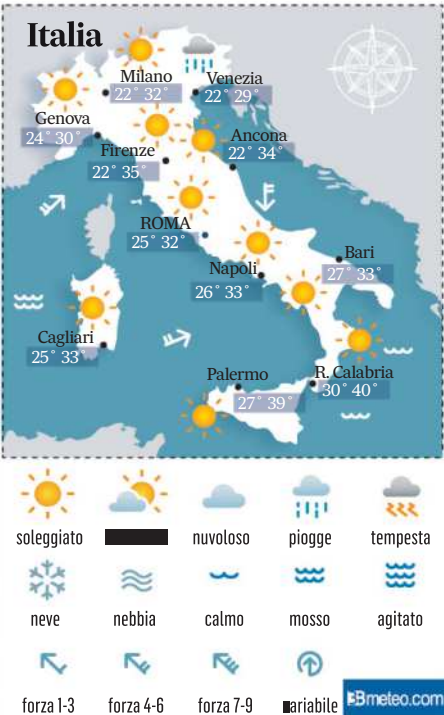 Italia
Milano
22° 32°
Venezia
22° 29°
Genova
24° 30°
Firenze
22° 35°
Ancona
22° 34°
ROMA
25° 32°
Napoli
26° 33°
Bari
27° 33°
Cagliari
25° 33°
Palermo
27° 39°
R. Calabria
30° 40°
soleggiato
nuvoloso
piogge
tempesta
neve
nebbia
calmo
mosso
agitato
forza 1-3
forza 4-6
forza 7-9
ariabile
3Bmeteo.com